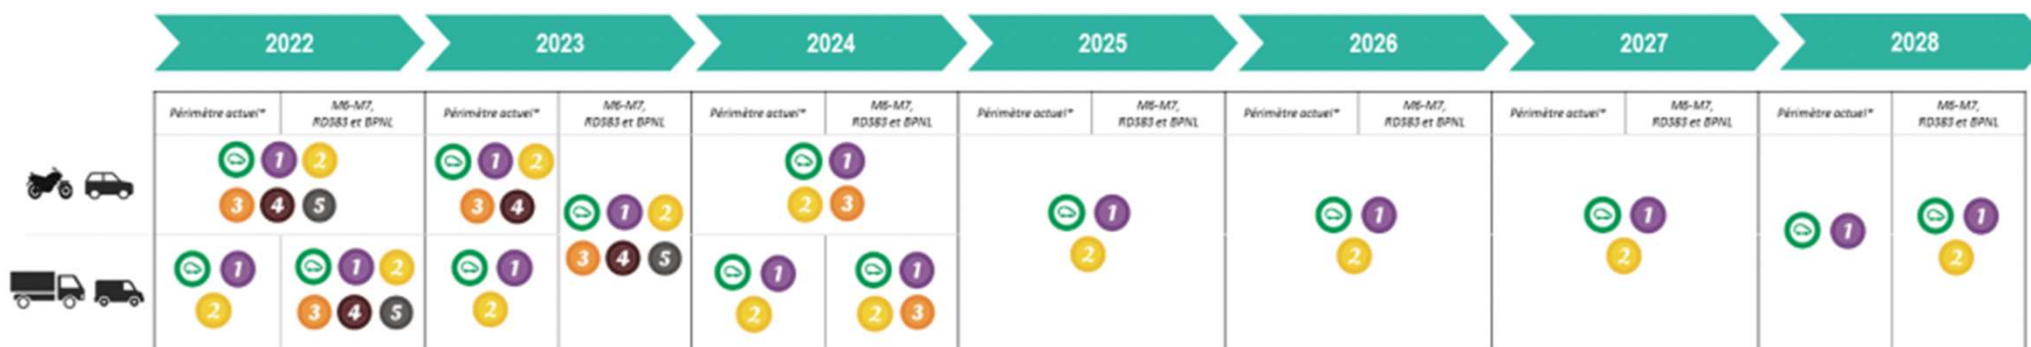 2022 2023 2024 2025 2026 2027 2028
Périmètre actuel* M6-M7, Périmètre actuel* M6-M7, Périmètre actuel* M6-M7, Périmètre actuel* M6-M7, Périmètre actuel* M6-M7, Périmètre actuel* M6-M7, Périmètre actuel* M6-M7,
RD383 et BPNL RD383 et BPNL RD383 et BPNL RD383 et BPNL RD383 et BPNL RD383 et BPNL RD383 et BPNL
1 2 1 2 1
3 4 5 3 4 2 3
1 2 1 1 1 1 1
3 4 5 2 2 2 2
1 1 2 1 1 1
2 3 4 5 2 2 2 3